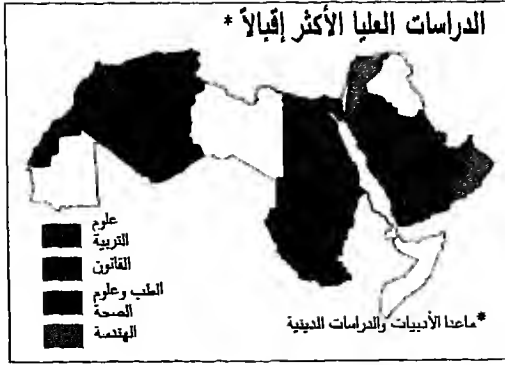 الدراسات العليا الأكثر إقبالاً *
علوم
التربية
القانون
الطب وعلوم
الصحة
الهندسة
*ماعدا الأدبيات والدراسات الدينية